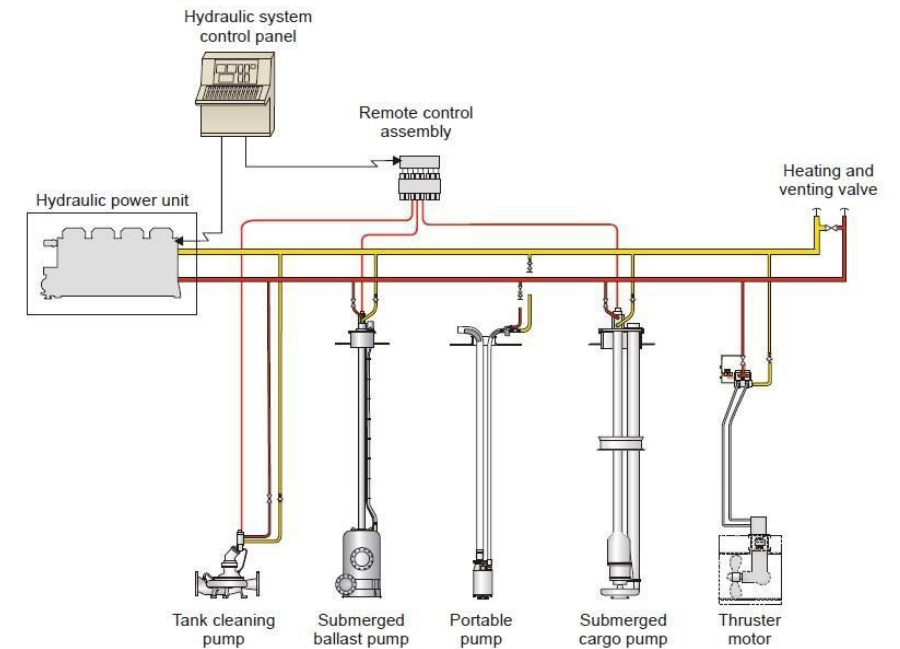 Hydraulic system
control panel
Remote control
assembly
Heating and
venting valve
Hydraulic power unit
Tank cleaning
pump
Submerged
ballast pump
Portable
pump
Submerged
cargo pump
Thruster
motor